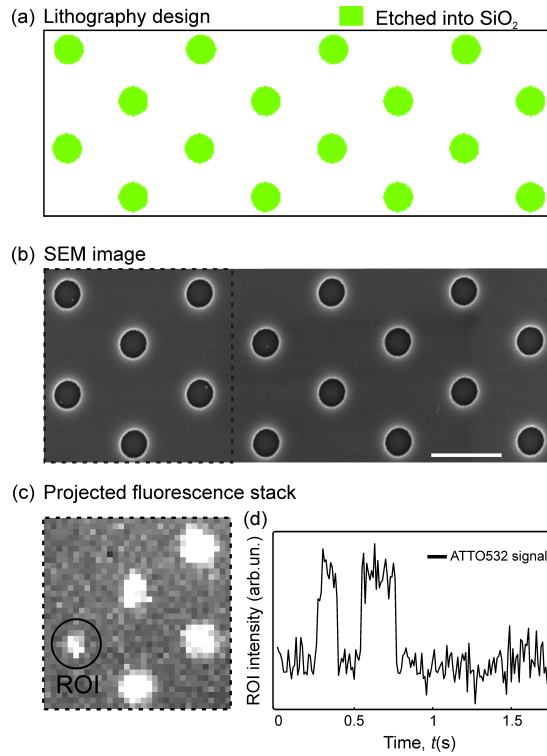 (a) Lithography design
Etched into SiO₂
(b) SEM image
(c) Projected fluorescence stack
ROI
(d)
ROI intensity (arb.un.)
ATTO532 signal
0 0.5 1 1.5
Time, t(s)